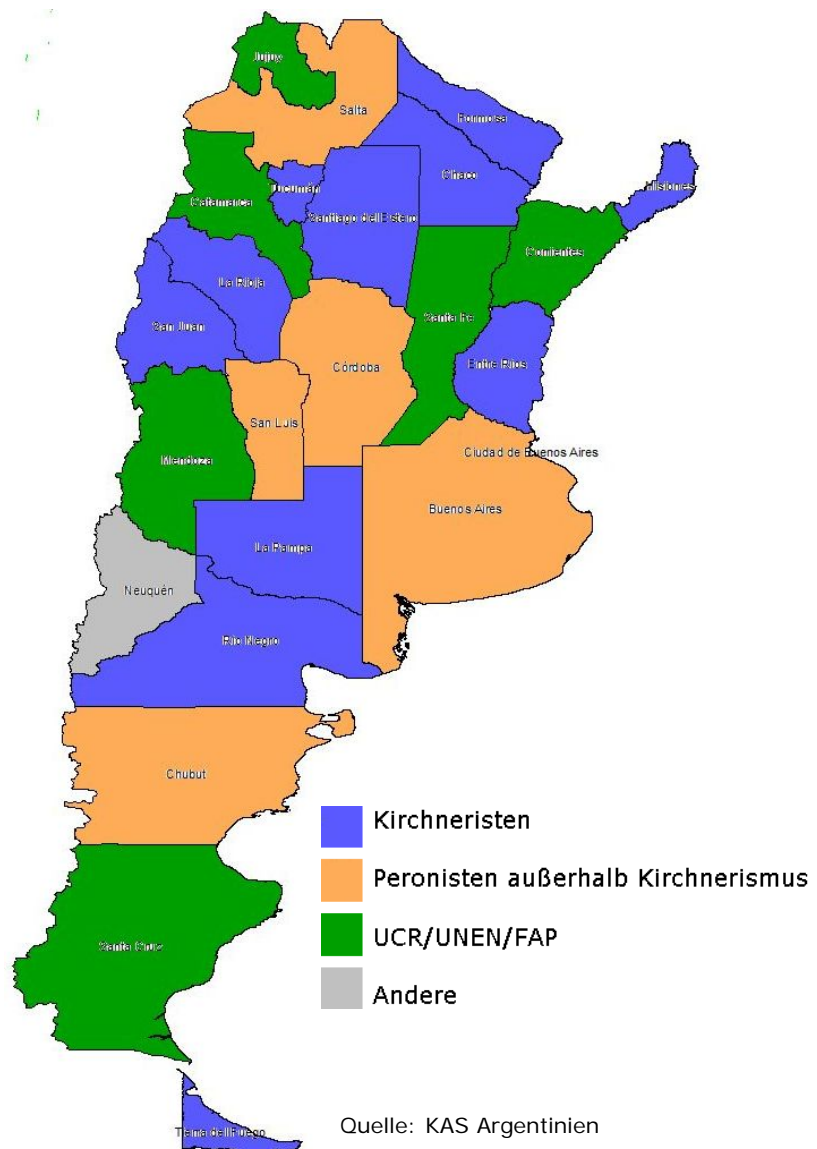 Jujuy
Salta
Formosa
Chaco
Misiones
Tucumán
Catamarca
Santiago del Estero
Corrientes
La Rioja
San Juan
Santa Fe
Entre Ríos
Córdoba
San Luis
Mendoza
Ciudad de Buenos Aires
Buenos Aires
La Pampa
Neuquén
Río Negro
Chubut
Kirchneristen
Peronisten außerhalb Kirchnerismus
UCR/UNEN/FAP
Andere
Santa Cruz
Tierra del Fuego
Quelle: KAS Argentinien